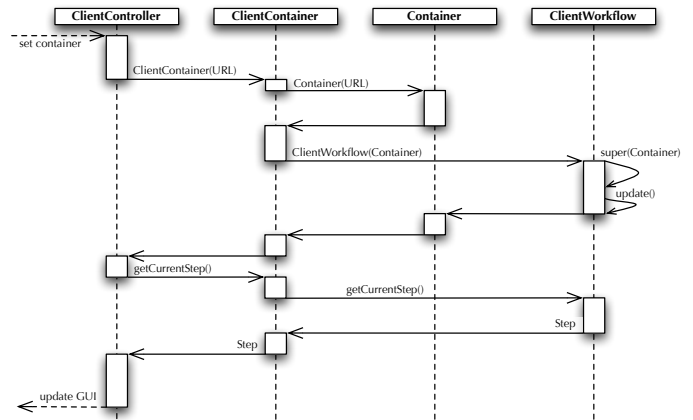 ClientController
ClientContainer
Container
ClientWorkflow
set container
ClientContainer(URL)
Container(URL)
ClientWorkflow(Container)
super(Container)
update()
getCurrentStep()
getCurrentStep()
Step
Step
update GUI